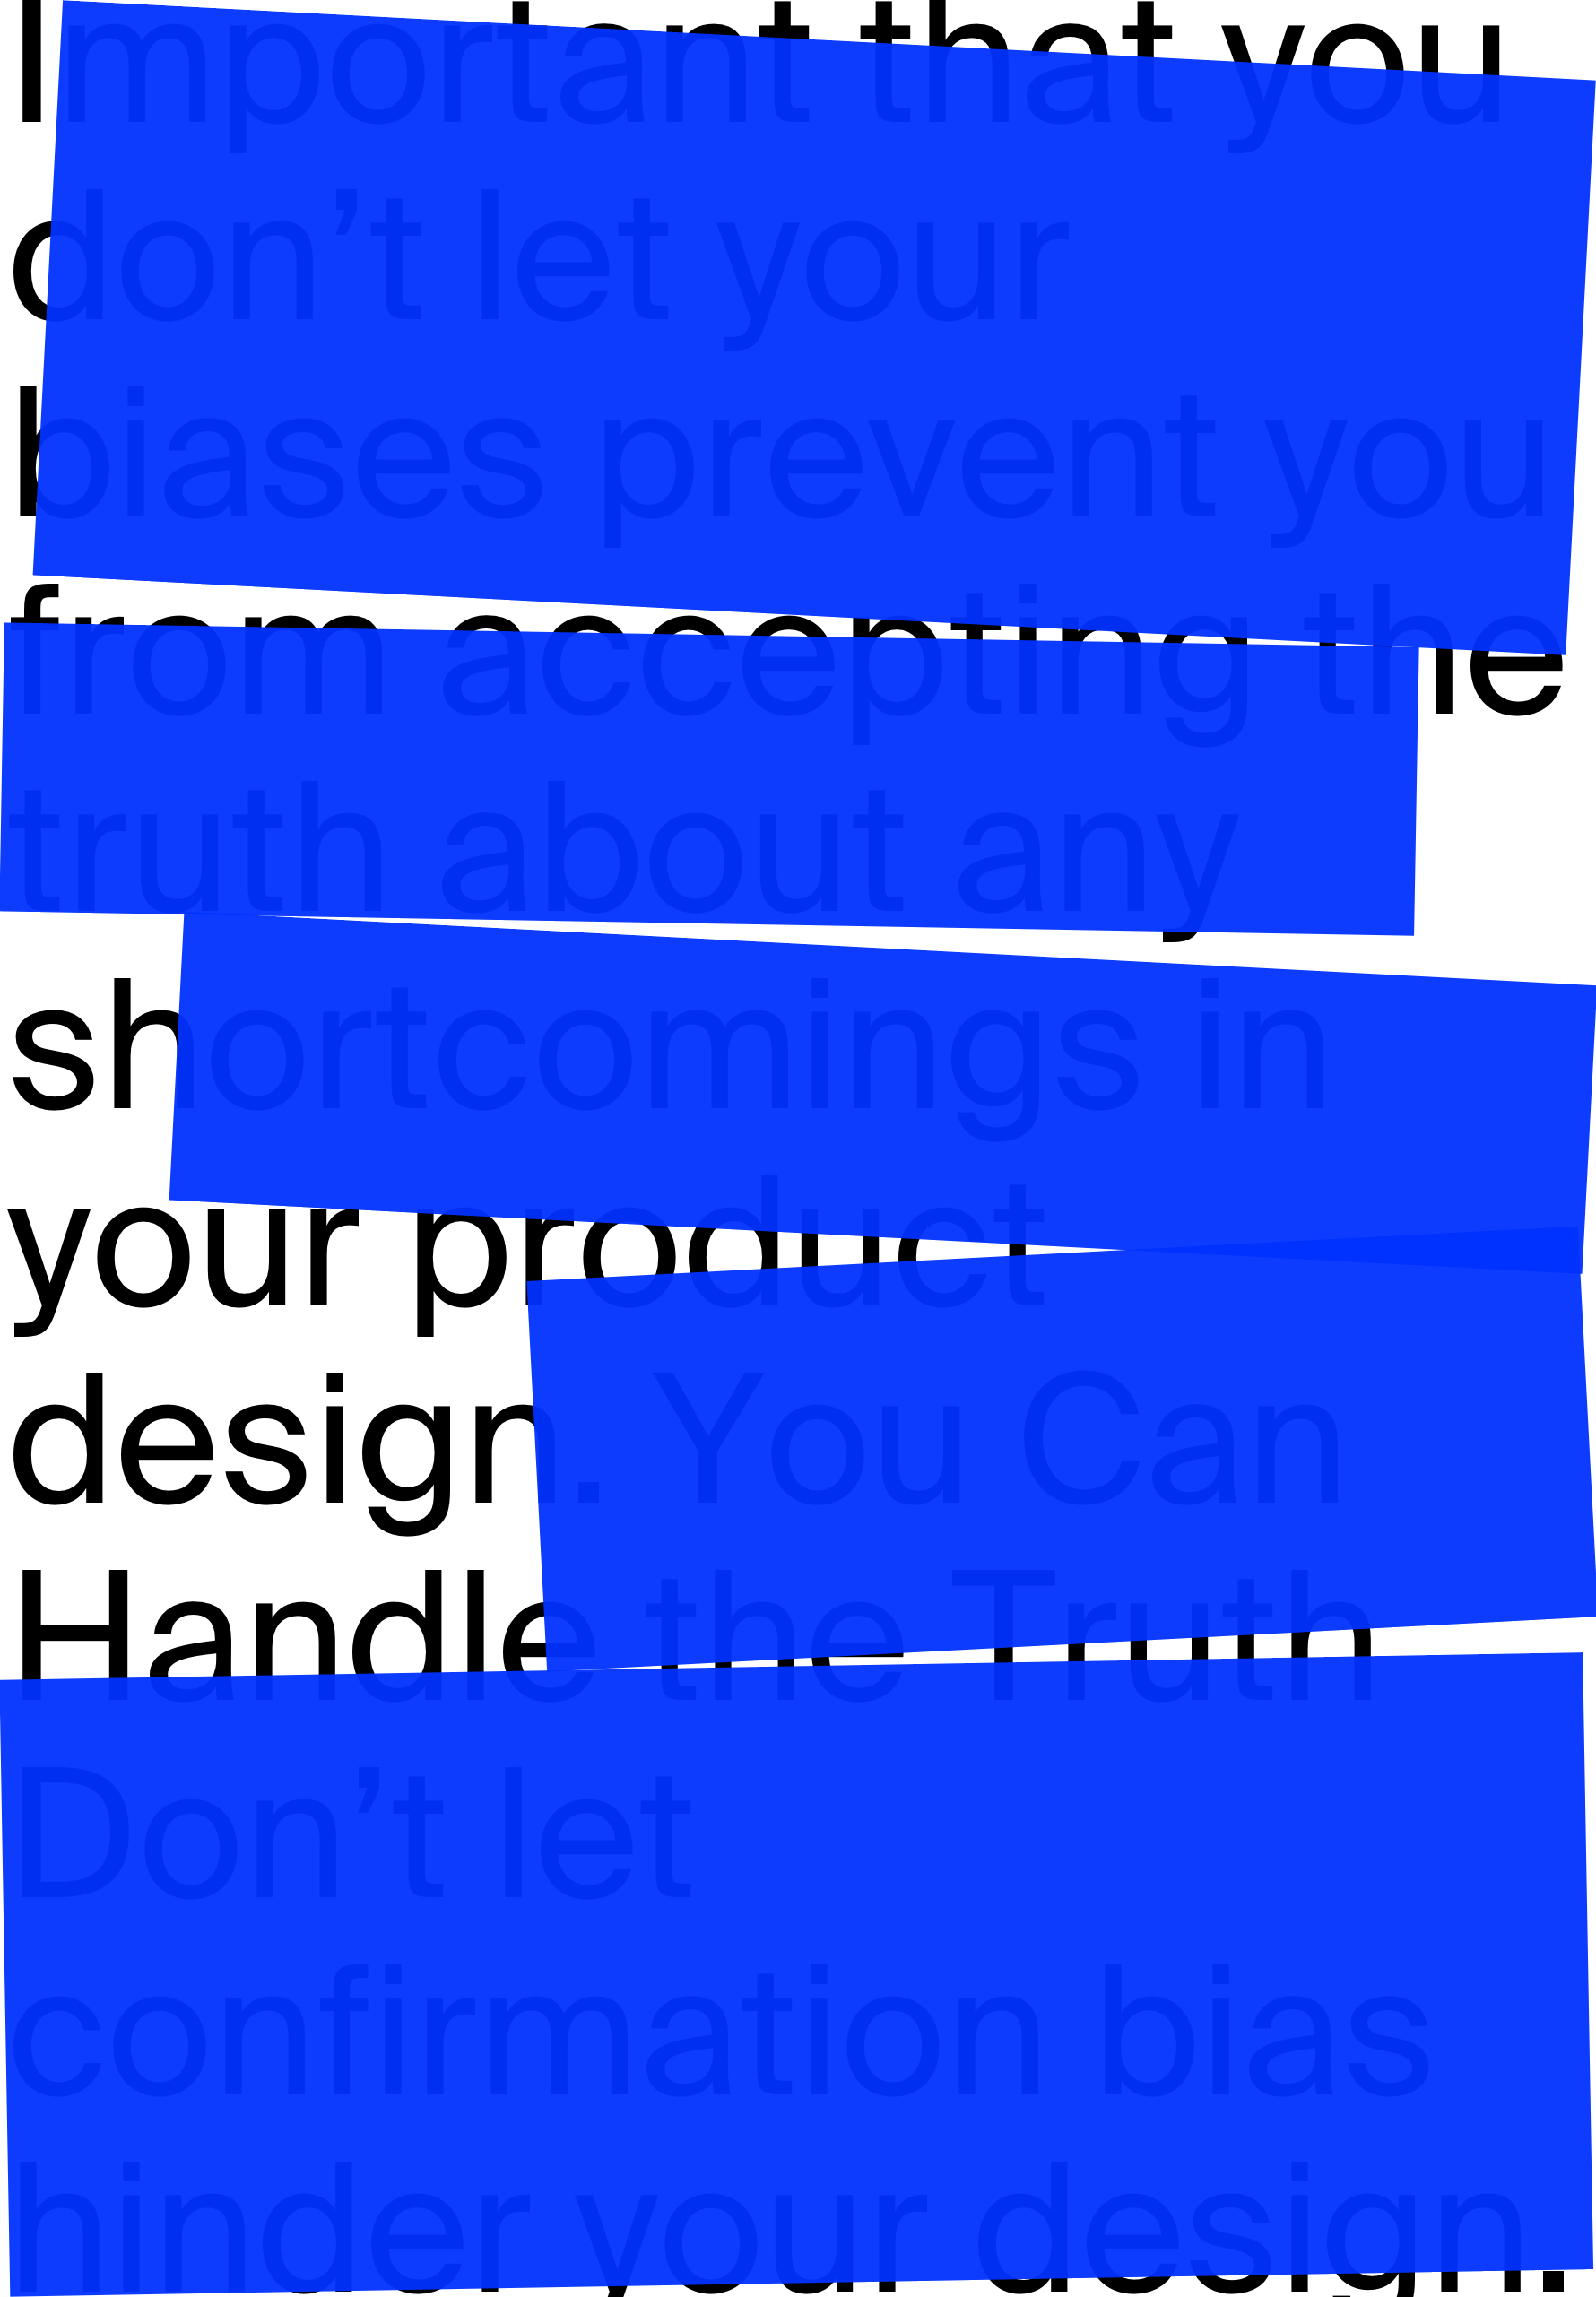 Important that you
don’t let your
biases prevent you
from accepting the
truth about any
shortcomings in
your product
design. You Can
Handle the Truth
Don’t let
confirmation bias
hinder your design.